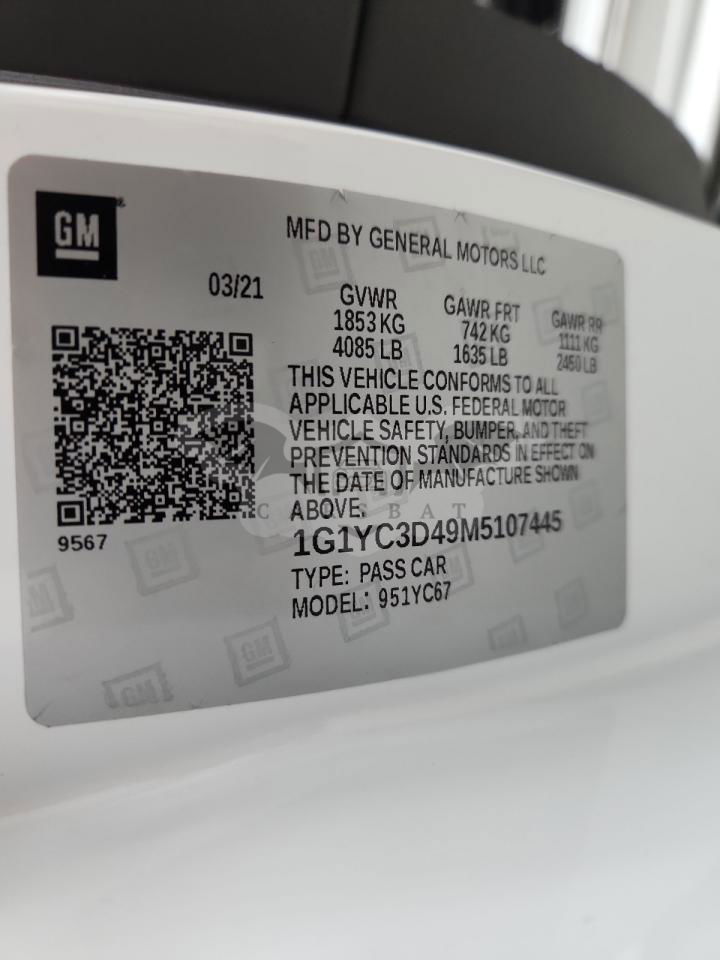 GM
MFD BY GENERAL MOTORS LLC
03/21
GVWR
1853 KG
4085 LB
GAWR FRT
742 KG
1635 LB
GAWR RR
1111 KG
2450 LB
THIS VEHICLE CONFORMS TO ALL
APPLICABLE U.S. FEDERAL MOTOR
VEHICLE SAFETY, BUMPER, AND THEFT
PREVENTION STANDARDS IN EFFECT ON
THE DATE OF MANUFACTURE SHOWN
ABOVE.
1G1YC3D49M5107445
TYPE: PASS CAR
MODEL: 951YC67
9567
GM
GM